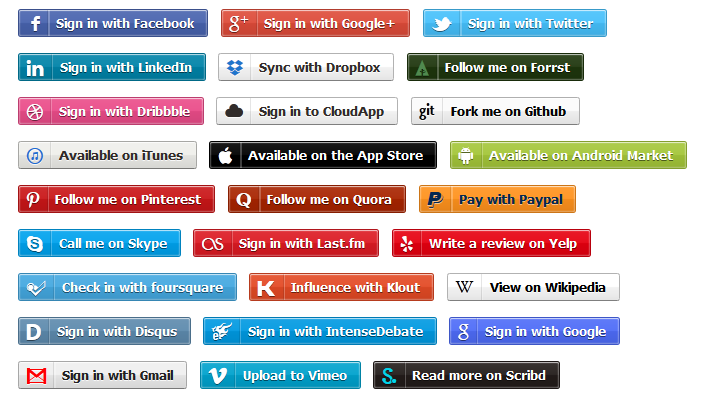 f Sign in with Facebook g+ Sign in with Google+ Sign in with Twitter
in Sign in with LinkedIn Sync with Dropbox Follow me on Forrst
Sign in with Dribbble Sign in to CloudApp git Fork me on Github
Available on iTunes Available on the App Store Available on Android Market
P Follow me on Pinterest Q Follow me on Quora P Pay with Paypal
S Call me on Skype as Sign in with Last.fm Write a review on Yelp
Check in with foursquare K Influence with Klout W View on Wikipedia
D Sign in with Disqus Sign in with IntenseDebate g Sign in with Google
M Sign in with Gmail V Upload to Vimeo S. Read more on Scribd